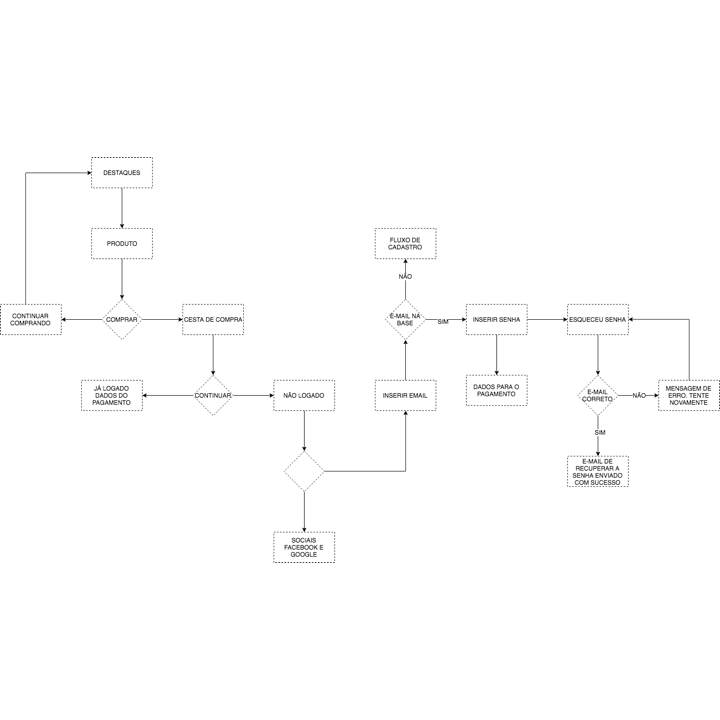 DESTAQUES
PRODUTO
CONTINUAR
COMPRANDO
COMPRAR
CESTA DE COMPRA
JÁ LOGADO
DADOS DO
PAGAMENTO
CONTINUAR
NÃO LOGADO
SOCIAIS
FACEBOOK E
GOOGLE
FLUXO DE
CADASTRO
NÃO
E-MAIL NA
BASE
SIM
INSERIR EMAIL
INSERIR SENHA
DADOS PARA O
PAGAMENTO
ESQUECEU SENHA
E-MAIL
CORRETO
NÃO
MENSAGEM DE
ERRO, TENTE
NOVAMENTE
SIM
E-MAIL DE
RECUPERAR A
SENHA ENVIADO
COM SUCESSO